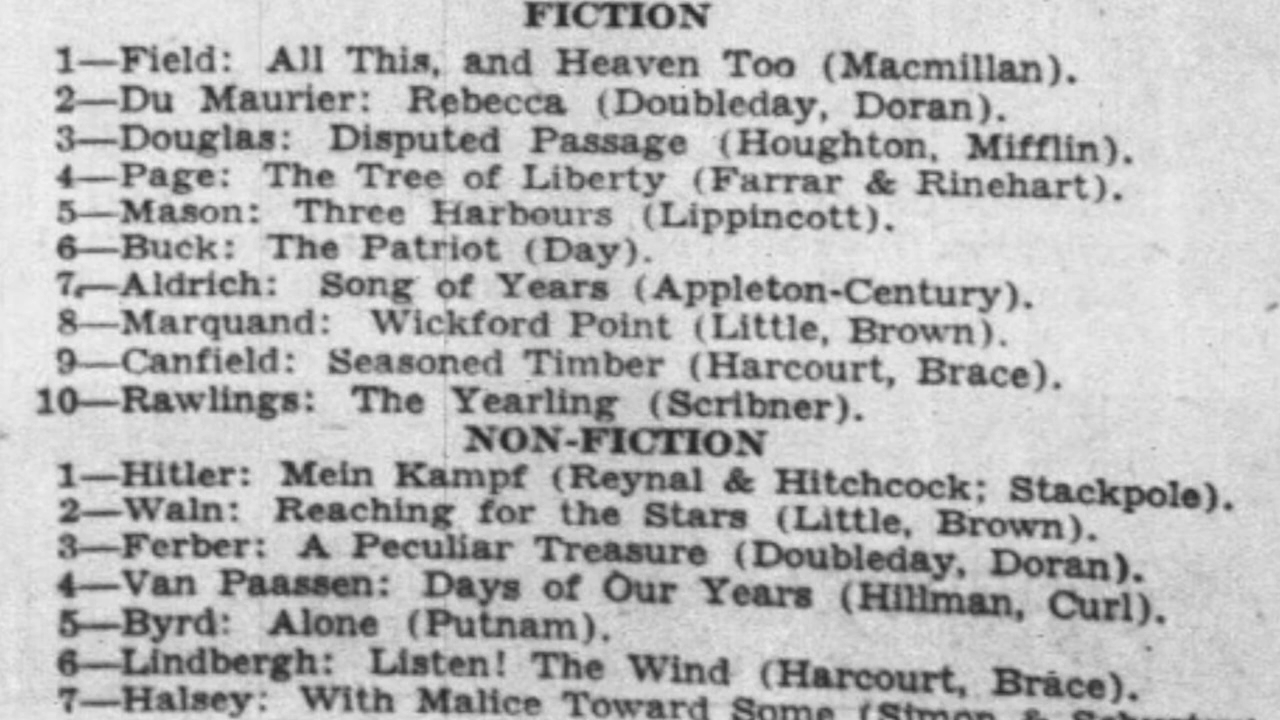 FICTION
1—Field: All This, and Heaven Too (Macmillan).
2—Du Maurier: Rebecca (Doubleday, Doran).
3—Douglas: Disputed Passage (Houghton, Mifflin).
4—Page: The Tree of Liberty (Farrar & Rinehart).
5—Mason: Three Harbours (Lippincott).
6—Buck: The Patriot (Day).
7—Aldrich: Song of Years (Appleton-Century).
8—Marquand: Wickford Point (Little, Brown).
9—Canfield: Seasoned Timber (Harcourt, Brace).
10—Rawlings: The Yearling (Scribner).
NON-FICTION
1—Hitler: Mein Kampf (Reynal & Hitchcock; Stackpole).
2—Waln: Reaching for the Stars (Little, Brown).
3—Ferber: A Peculiar Treasure (Doubleday, Doran).
4—Van Paassen: Days of Our Years (Hillman, Curl).
5—Byrd: Alone (Putnam).
6—Lindbergh: Listen! The Wind (Harcourt, Brace).
7—Halsey: With Malice Toward Some (Simon &